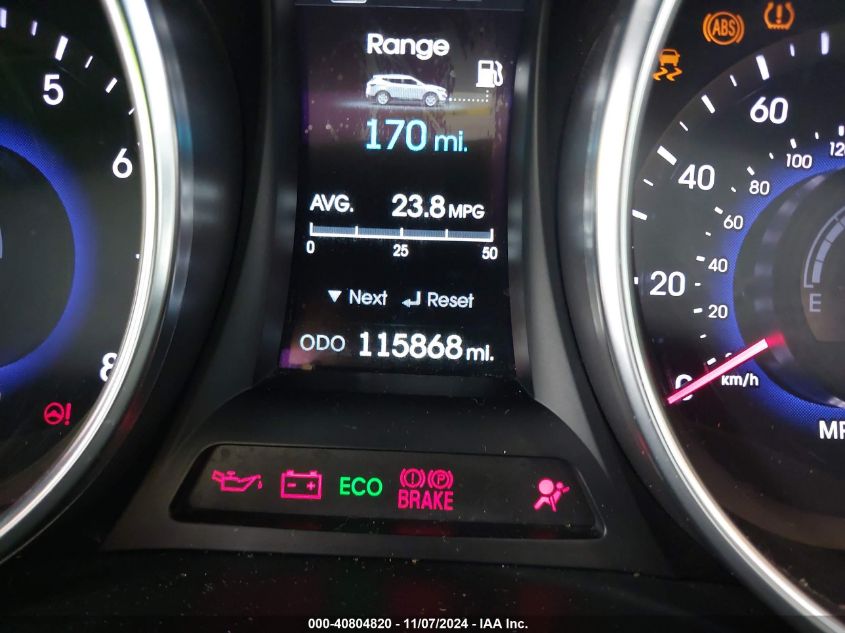 Range
170 mi.
AVG. 23.8 MPG
0 25 50
▼ Next ↲ Reset
ODO 115868 mi.
5
6
8
ABS
60
40
20
0
100
80
60
40
20
km/h
E
ECO
BRAKE
P
000-40804820 - 11/07/2024 - IAA Inc.